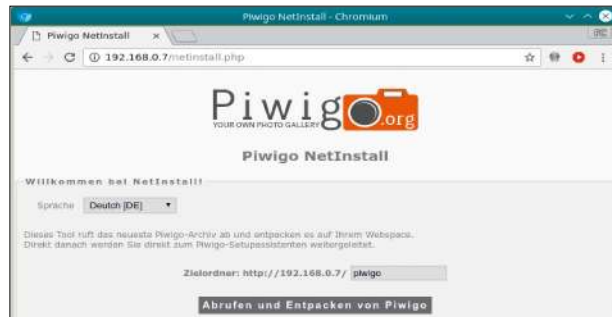 Piwigo NetInstall - Chromium
Piwigo NetInstall
192.168.0.7/netinstall.php
Piwigo.org
YOUR OWN PHOTO GALLERY
Piwigo NetInstall
Willkommen bei NetInstall!
Sprache Deutch [DE]
Dieses Tool ruft das neueste Piwigo-Archiv ab und entpacken es auf Ihrem Webspace.
Direkt danach werden Sie direkt zum Piwigo-Setupassistenten weitergeleitet.
Zielordner: http://192.168.0.7/ piwigo
Abrufen und Entpacken von Piwigo